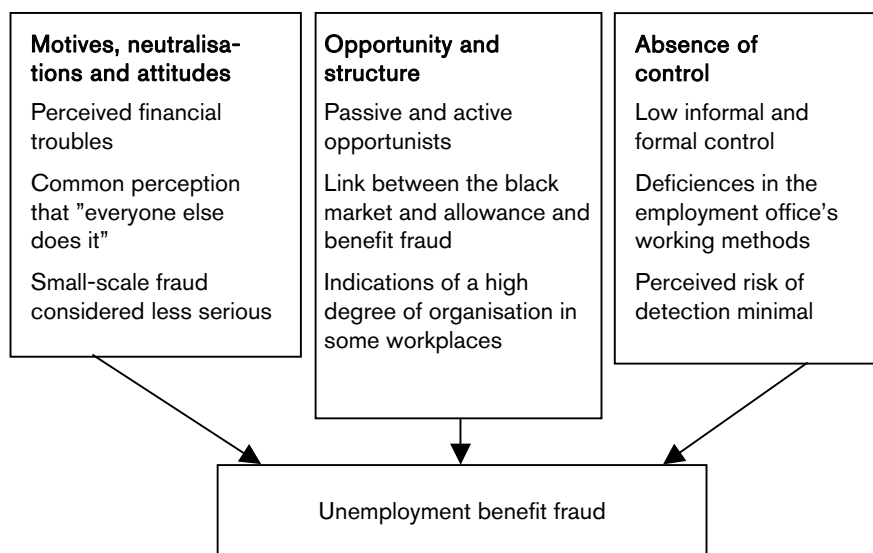 Motives, neutralisa-
tions and attitudes
Perceived financial
troubles
Common perception
that ”everyone else
does it”
Small-scale fraud
considered less serious
Opportunity and
structure
Passive and active
opportunists
Link between the black
market and allowance and
benefit fraud
Indications of a high
degree of organisation in
some workplaces
Absence of
control
Low informal and
formal control
Deficiences in the
employment office’s
working methods
Perceived risk of
detection minimal
Unemployment benefit fraud